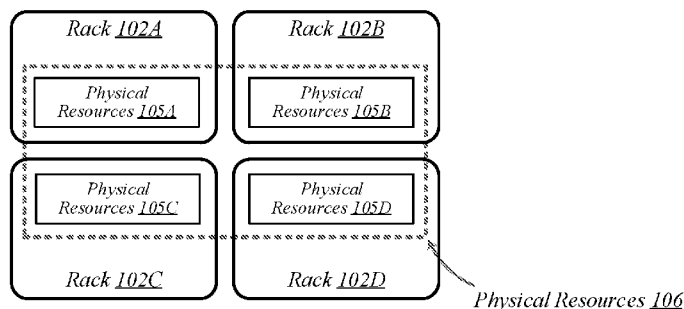 Rack 102A
Rack 102B
Physical
Resources 105A
Physical
Resources 105B
Physical
Resources 105C
Physical
Resources 105D
Rack 102C
Rack 102D
Physical Resources 106